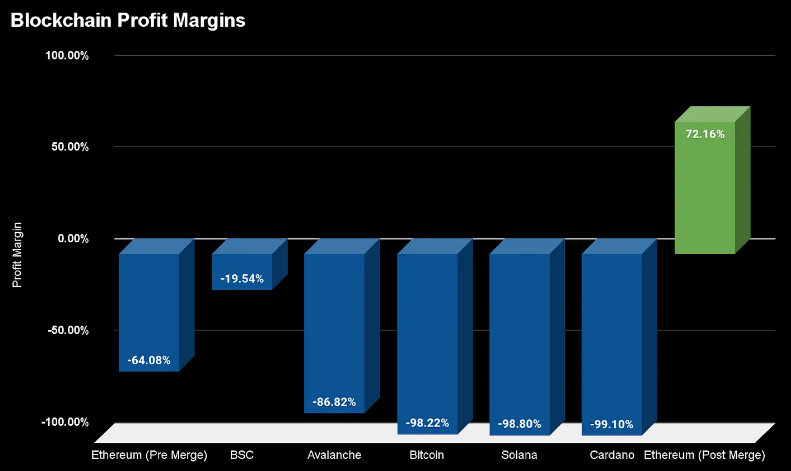 Blockchain Profit Margins
100.00%
50.00%
0.00%
-50.00%
-100.00%
Profit Margin
-64.08%
-19.54%
-86.82%
-98.22%
-98.80%
-99.10%
72.16%
Ethereum (Pre Merge)
BSC
Avalanche
Bitcoin
Solana
Cardano
Ethereum (Post Merge)